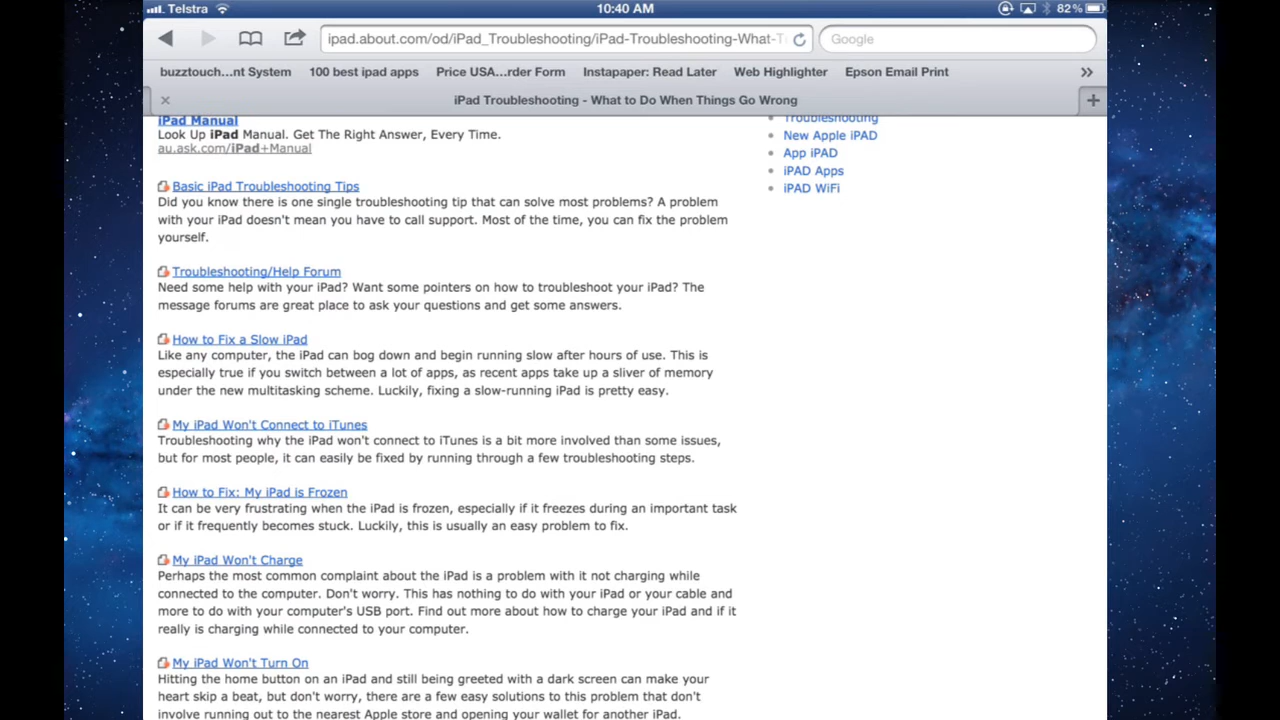 Telstra
10:40 AM
82%
ipad.about.com/od/iPad_Troubleshooting/iPad-Troubleshooting-What-T
Google
buzztouch...nt System
100 best ipad apps
Price USA...rder Form
Instapaper: Read Later
Web Highlighter
Epson Email Print
»
iPad Troubleshooting - What to Do When Things Go Wrong
iPad Manual
Look Up iPad Manual. Get The Right Answer, Every Time.
au.ask.com/iPad+Manual
Basic iPad Troubleshooting Tips
Did you know there is one single troubleshooting tip that can solve most problems? A problem
with your iPad doesn't mean you have to call support. Most of the time, you can fix the problem
yourself.
Troubleshooting/Help Forum
Need some help with your iPad? Want some pointers on how to troubleshoot your iPad? The
message forums are great place to ask your questions and get some answers.
How to Fix a Slow iPad
Like any computer, the iPad can bog down and begin running slow after hours of use. This is
especially true if you switch between a lot of apps, as recent apps take up a sliver of memory
under the new multitasking scheme. Luckily, fixing a slow-running iPad is pretty easy.
My iPad Won't Connect to iTunes
Troubleshooting why the iPad won't connect to iTunes is a bit more involved than some issues,
but for most people, it can easily be fixed by running through a few troubleshooting steps.
How to Fix: My iPad is Frozen
It can be very frustrating when the iPad is frozen, especially if it freezes during an important task
or if it frequently becomes stuck. Luckily, this is usually an easy problem to fix.
My iPad Won't Charge
Perhaps the most common complaint about the iPad is a problem with it not charging while
connected to the computer. Don't worry. This has nothing to do with your iPad or your cable and
more to do with your computer's USB port. Find out more about how to charge your iPad and if it
really is charging while connected to your computer.
My iPad Won't Turn On
Hitting the home button on an iPad and still being greeted with a dark screen can make your
heart skip a beat, but don't worry, there are a few easy solutions to this problem that don't
involve running out to the nearest Apple store and opening your wallet for another iPad.
Troubleshooting
New Apple iPAD
App iPAD
iPAD Apps
iPAD WiFi